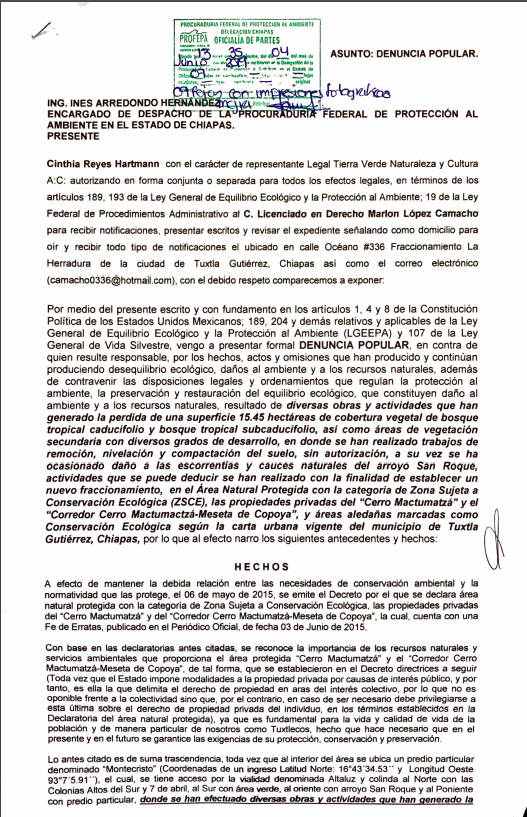 PROCURADURÍA FEDERAL DE PROTECCIÓN AL AMBIENTE
DELEGACIÓN CHIAPAS
PROFEPA
OFICIALIA DE PARTES
13 35 04
Junio
09 fotos con impresiones fotográficas
ASUNTO: DENUNCIA POPULAR.
ING. INES ARREDONDO HERNÁNDEZ
ENCARGADO DE DESPACHO DE LA PROCURADURÍA FEDERAL DE PROTECCIÓN AL
AMBIENTE EN EL ESTADO DE CHIAPAS.
PRESENTE
Cinthia Reyes Hartmann con el carácter de representante Legal Tierra Verde Naturaleza y Cultura
A:C: autorizando en forma conjunta o separada para todos los efectos legales, en términos de los
artículos 189, 193 de la Ley General de Equilibrio Ecológico y la Protección al Ambiente; 19 de la Ley
Federal de Procedimientos Administrativo al C. Licenciado en Derecho Marlon López Camacho
para recibir notificaciones, presentar escritos y revisar el expediente señalando como domicilio para
oír y recibir todo tipo de notificaciones el ubicado en calle Océano #336 Fraccionamiento La
Herradura de la ciudad de Tuxtla Gutiérrez, Chiapas así como el correo electrónico
(camacho0336@hotmail.com), con el debido respeto comparecemos a exponer:
Por medio del presente escrito y con fundamento en los artículos 1, 4 y 8 de la Constitución
Política de los Estados Unidos Mexicanos; 189, 204 y demás relativos y aplicables de la Ley
General de Equilibrio Ecológico y la Protección al Ambiente (LGEEPA) y 107 de la Ley
General de Vida Silvestre, vengo a presentar formal DENUNCIA POPULAR, en contra de
quien resulte responsable, por los hechos, actos y omisiones que han producido y continúan
produciendo desequilibrio ecológico, daños al ambiente y a los recursos naturales, además
de contravenir las disposiciones legales y ordenamientos que regulan la protección al
ambiente, la preservación y restauración del equilibrio ecológico, que constituyen daño al
ambiente y a los recursos naturales, resultado de diversas obras y actividades que han
generado la perdida de una superficie 15.45 hectáreas de cobertura vegetal de bosque
tropical caducifolio y bosque tropical subcaducifolio, así como áreas de vegetación
secundaria con diversos grados de desarrollo, en donde se han realizado trabajos de
remoción, nivelación y compactación del suelo, sin autorización, a su vez se ha
ocasionado daño a las escorrentías y cauces naturales del arroyo San Roque,
actividades que se puede deducir se han realizado con la finalidad de establecer un
nuevo fraccionamiento, en el Área Natural Protegida con la categoría de Zona Sujeta a
Conservación Ecológica (ZSCE), las propiedades privadas del "Cerro Mactumatzá" y el
"Corredor Cerro Mactumactzá-Meseta de Copoya", y áreas aledañas marcadas como
Conservación Ecológica según la carta urbana vigente del municipio de Tuxtla
Gutiérrez, Chiapas, por lo que al efecto narro los siguientes antecedentes y hechos:
H E C H O S
A efecto de mantener la debida relación entre las necesidades de conservación ambiental y la
normatividad que las protege, el 06 de mayo de 2015, se emite el Decreto por el que se declara área
natural protegida con la categoría de Zona Sujeta a Conservación Ecológica, las propiedades privadas
del "Cerro Mactumatzá" y del "Corredor Cerro Mactumatzá-Meseta de Copoya", la cual, cuenta con una
Fe de Erratas, publicado en el Periódico Oficial, de fecha 03 de Junio de 2015.
Con base en las declaratorias antes citadas, se reconoce la importancia de los recursos naturales y
servicios ambientales que proporciona el área protegida "Cerro Mactumatzá" y el "Corredor Cerro
Mactumatzá-Meseta de Copoya", de tal forma, que se establecieron en el Decreto directrices a seguir
(Toda vez que el Estado impone modalidades a la propiedad privada por causas de interés público, y por
tanto, es ella la que delimita el derecho de propiedad en aras del interés colectivo, por lo que no es
oponible frente a la colectividad sino que, por el contrario, en caso de ser necesario debe privilegiarse a
esta última sobre el derecho de propiedad privada del individuo, en los términos establecidos en la
Declaratoria del área natural protegida), ya que es fundamental para la vida y calidad de vida de la
población y de manera particular de nosotros como Tuxtlecos, hecho que hace necesario que en el
presente y en el futuro se garantice las exigencias de su protección, conservación y preservación.
Lo antes citados es de suma trascendencia, toda vez que al interior del área se ubica un predio particular
denominado "Montecristo" (Coordenadas de un ingreso Latitud Norte: 16°43´34.53´´ y Longitud Oeste
93°7´5.91´´), el cual, se tiene acceso por la vialidad denominada Altaluz y colinda al Norte con las
Colonias Altos del Sur y 7 de abril, al Sur con área verde, al oriente con arroyo San Roque y al Poniente
con predio particular, donde se han efectuado diversas obras y actividades que han generado la